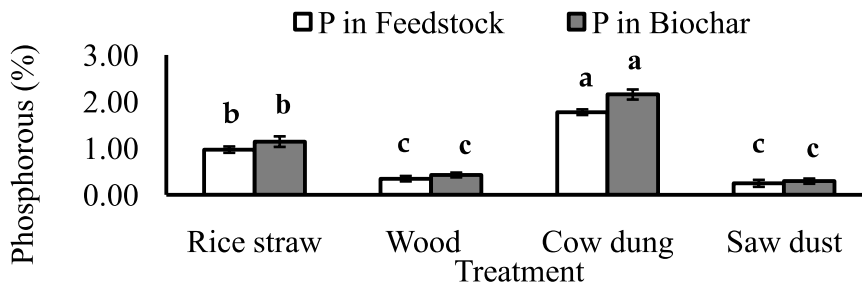 P in Feedstock P in Biochar
Phosphorous (%)
3.00
2.00
1.00
0.00
b b c c a a c c
Rice straw Wood Cow dung Saw dust
Treatment